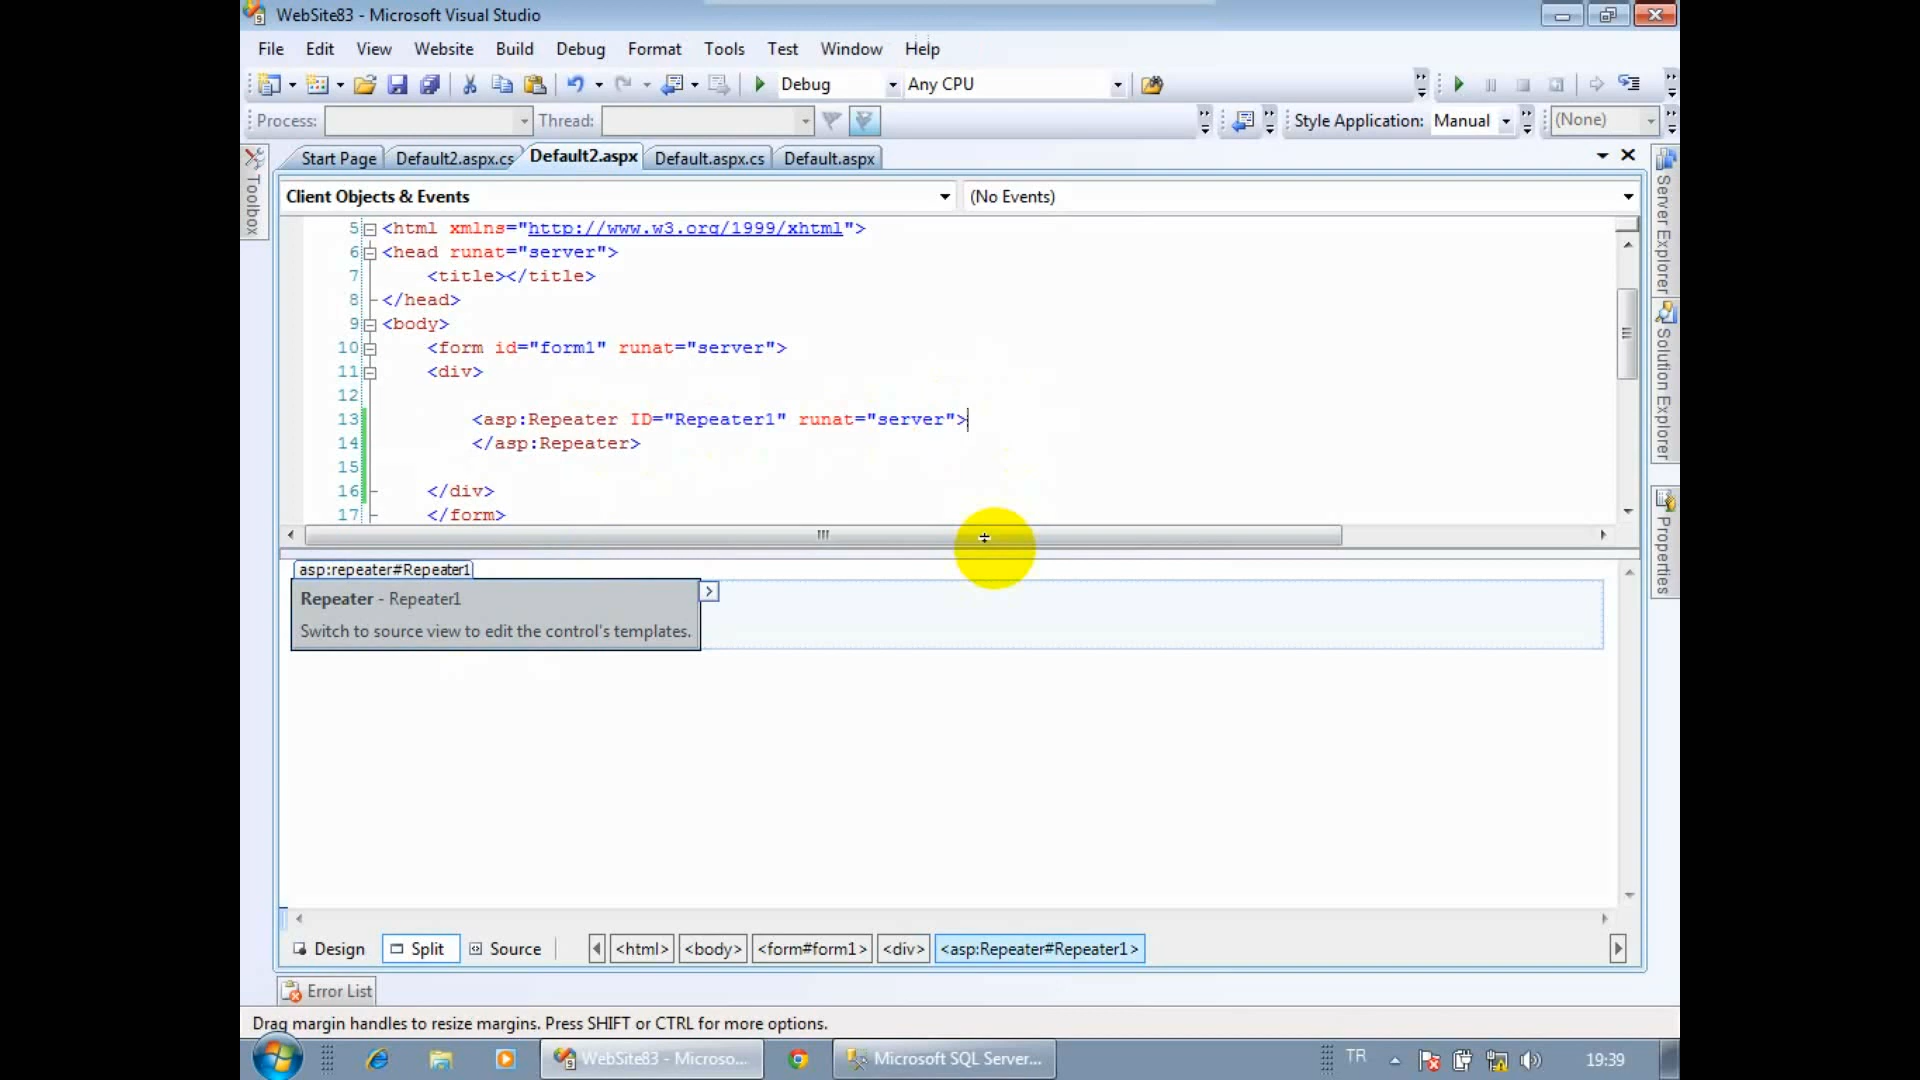 WebSite83 - Microsoft Visual Studio
File Edit View Website Build Debug Format Tools Test Window Help
Debug Any CPU
Process: Thread: Style Application: Manual (None)
Start Page Default2.aspx.cs Default2.aspx Default.aspx.cs Default.aspx
Toolbox
Server Explorer
Solution Explorer
Properties
Client Objects & Events (No Events)
5 <html xmlns="http://www.w3.org/1999/xhtml">
6 <head runat="server">
7 <title></title>
8 </head>
9 <body>
10 <form id="form1" runat="server">
11 <div>
12
13 <asp:Repeater ID="Repeater1" runat="server">
14 </asp:Repeater>
15
16 </div>
17 </form>
asp:repeater#Repeater1
Repeater - Repeater1
Switch to source view to edit the control's templates.
Design Split Source <html> <body> <form#form1> <div> <asp:Repeater#Repeater1>
Error List
Drag margin handles to resize margins. Press SHIFT or CTRL for more options.
WebSite83 - Microso... Microsoft SQL Server... TR 19:39